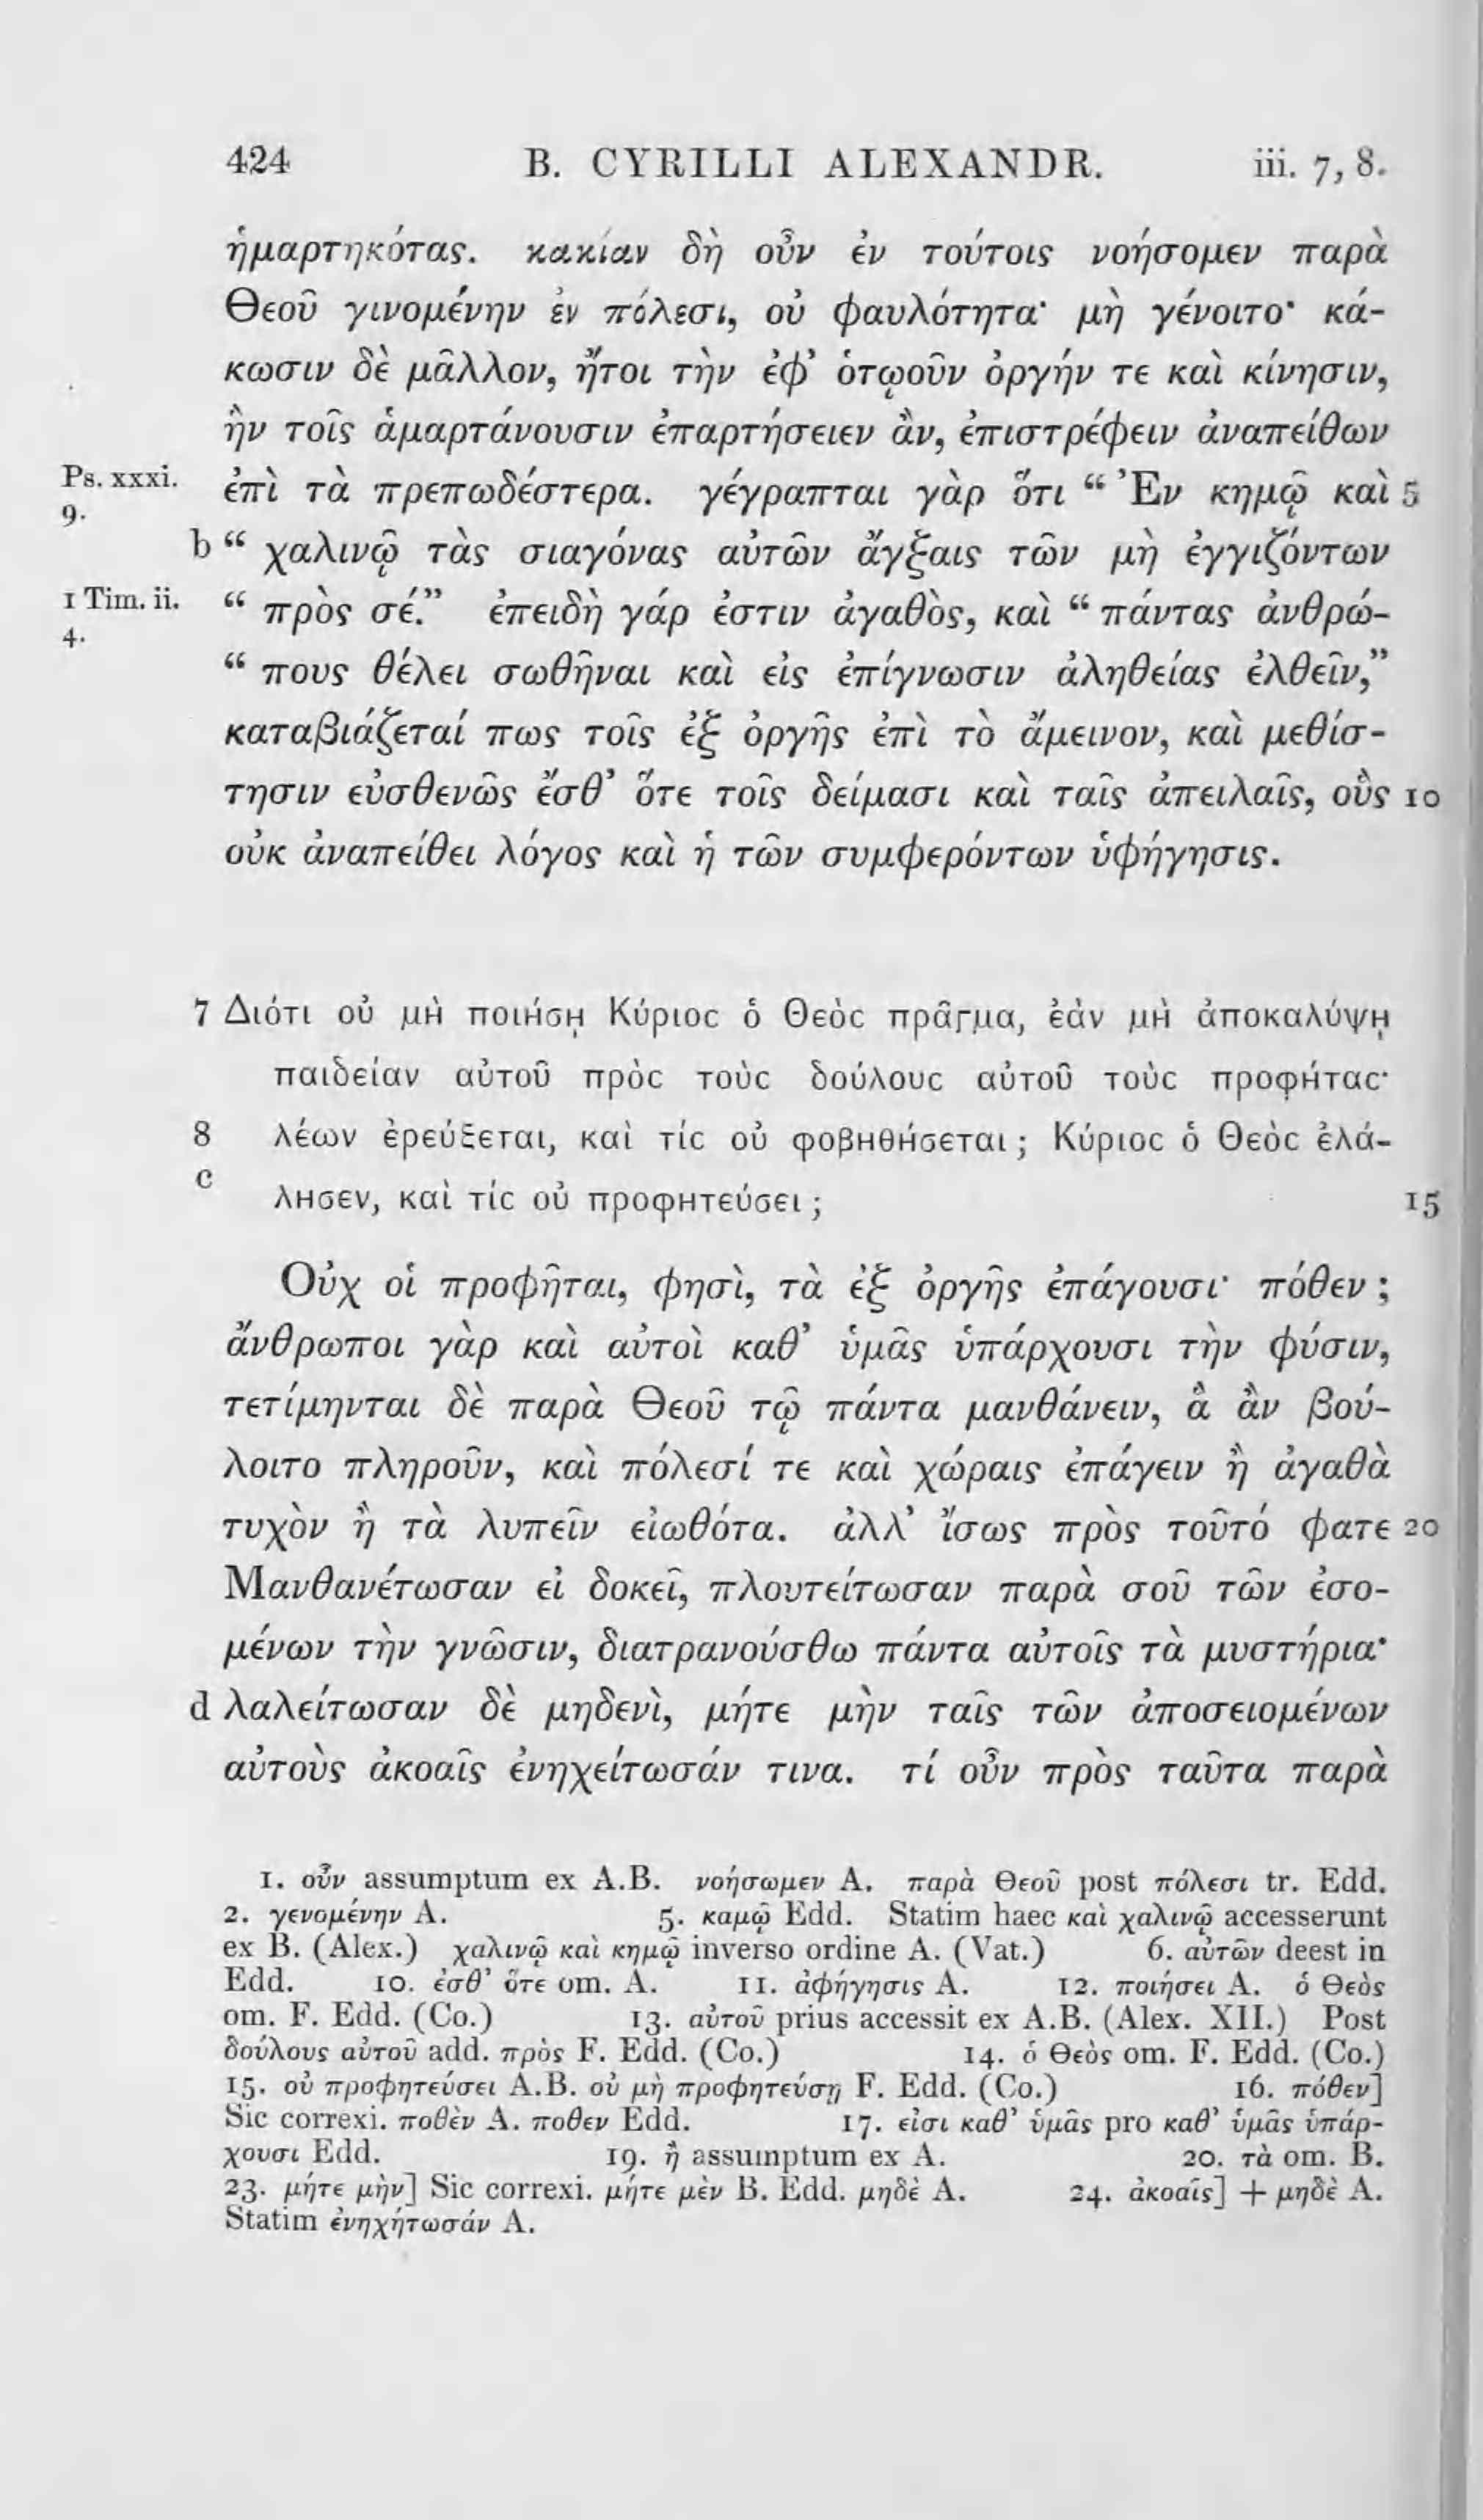 424 B. CYRILLI ALEXANDR. iii. 7, 8.
ἡμαρτηκότας. κακίαν δὴ οὖν ἐν τούτοις νοήσομεν παρὰ
Θεοῦ γινομένην ἐν πόλεσι, οὐ φαυλότητα· μὴ γένοιτο· κά-
κωσιν δὲ μᾶλλον, ἤτοι τὴν ἐφ’ ὁτῳοῦν ὀργήν τε καὶ κίνησιν,
ἣν τοῖς ἁμαρτάνουσιν ἐπαρτήσειεν ἂν, ἐπιστρέφειν ἀναπείθων
Ps. xxxi. 9. ἐπὶ τὰ πρεπωδέστερα. γέγραπται γὰρ ὅτι “ Ἐν κημῷ καὶ 5
b “ χαλινῷ τὰς σιαγόνας αὐτῶν ἄγξαις τῶν μὴ ἐγγιζόντων
1 Tim. ii. 4. “ πρὸς σέ.” ἐπειδὴ γάρ ἐστιν ἀγαθὸς, καὶ “ πάντας ἀνθρώ-
“ πους θέλει σωθῆναι καὶ εἰς ἐπίγνωσιν ἀληθείας ἐλθεῖν,”
καταβιάζεταί πως τοῖς ἐξ ὀργῆς ἐπὶ τὸ ἄμεινον, καὶ μεθίσ-
τησιν εὐσθενῶς ἔσθ’ ὅτε τοῖς δείμασι καὶ ταῖς ἀπειλαῖς, οὓς 10
οὐκ ἀναπείθει λόγος καὶ ἡ τῶν συμφερόντων ὑφήγησις.
7 Διότι οὐ μὴ ποιήσῃ Κύριος ὁ Θεὸς πρᾶγμα, ἐὰν μὴ ἀποκαλύψῃ
παιδείαν αὐτοῦ πρὸς τοὺς δούλους αὐτοῦ τοὺς προφήτας·
8 λέων ἐρεύξεται, καὶ τίς οὐ φοβηθήσεται ; Κύριος ὁ Θεὸς ἐλά-
c λησεν, καὶ τίς οὐ προφητεύσει ; 15
Οὐχ οἱ προφῆται, φησὶ, τὰ ἐξ ὀργῆς ἐπάγουσι· πόθεν ;
ἄνθρωποι γὰρ καὶ αὐτοὶ καθ’ ὑμᾶς ὑπάρχουσι τὴν φύσιν,
τετίμηνται δὲ παρὰ Θεοῦ τῷ πάντα μανθάνειν, ἃ ἂν βού-
λοιτο πληροῦν, καὶ πόλεσί τε καὶ χώραις ἐπάγειν ἢ ἀγαθὰ
τυχὸν ἢ τὰ λυπεῖν εἰωθότα. ἀλλ’ ἴσως πρὸς τοῦτό φατε 20
Μανθανέτωσαν εἰ δοκεῖ, πλουτείτωσαν παρὰ σοῦ τῶν ἐσο-
μένων τὴν γνῶσιν, διατρανούσθω πάντα αὐτοῖς τὰ μυστήρια·
d λαλείτωσαν δὲ μηδενὶ, μήτε μὴν ταῖς τῶν ἀποσειομένων
αὐτοὺς ἀκοαῖς ἐνηχείτωσάν τινα. τί οὖν πρὸς ταῦτα παρὰ
1. οὖν assumptum ex A.B. νοήσωμεν A. παρὰ Θεοῦ post πόλεσι tr. Edd.
2. γενομένην A. 5. καμῷ Edd. Statim haec καὶ χαλινῷ accesserunt
ex B. (Alex.) χαλινῷ καὶ κημῷ inverso ordine A. (Vat.) 6. αὐτῶν deest in
Edd. 10. ἐσθ’ ὅτε om. A. 11. ἀφήγησις A. 12. ποιήσει A. ὁ Θεὸς
om. F. Edd. (Co.) 13. αὐτοῦ prius accessit ex A.B. (Alex. XII.) Post
δούλους αὐτοῦ add. πρὸς F. Edd. (Co.) 14. ὁ Θεὸς om. F. Edd. (Co.)
15. οὐ προφητεύσει A.B. οὐ μὴ προφητεύσῃ F. Edd. (Co.) 16. πόθεν]
Sic correxi. ποθὲν A. ποθεν Edd. 17. εἰσι καθ’ ὑμᾶς pro καθ’ ὑμᾶς ὑπάρ-
χουσι Edd. 19. ἢ assumptum ex A. 20. τὰ om. B.
23. μήτε μὴν] Sic correxi. μήτε μὲν B. Edd. μηδὲ A. 24. ἀκοαῖς] + μηδὲ A.
Statim ἐνηχήτωσάν A.